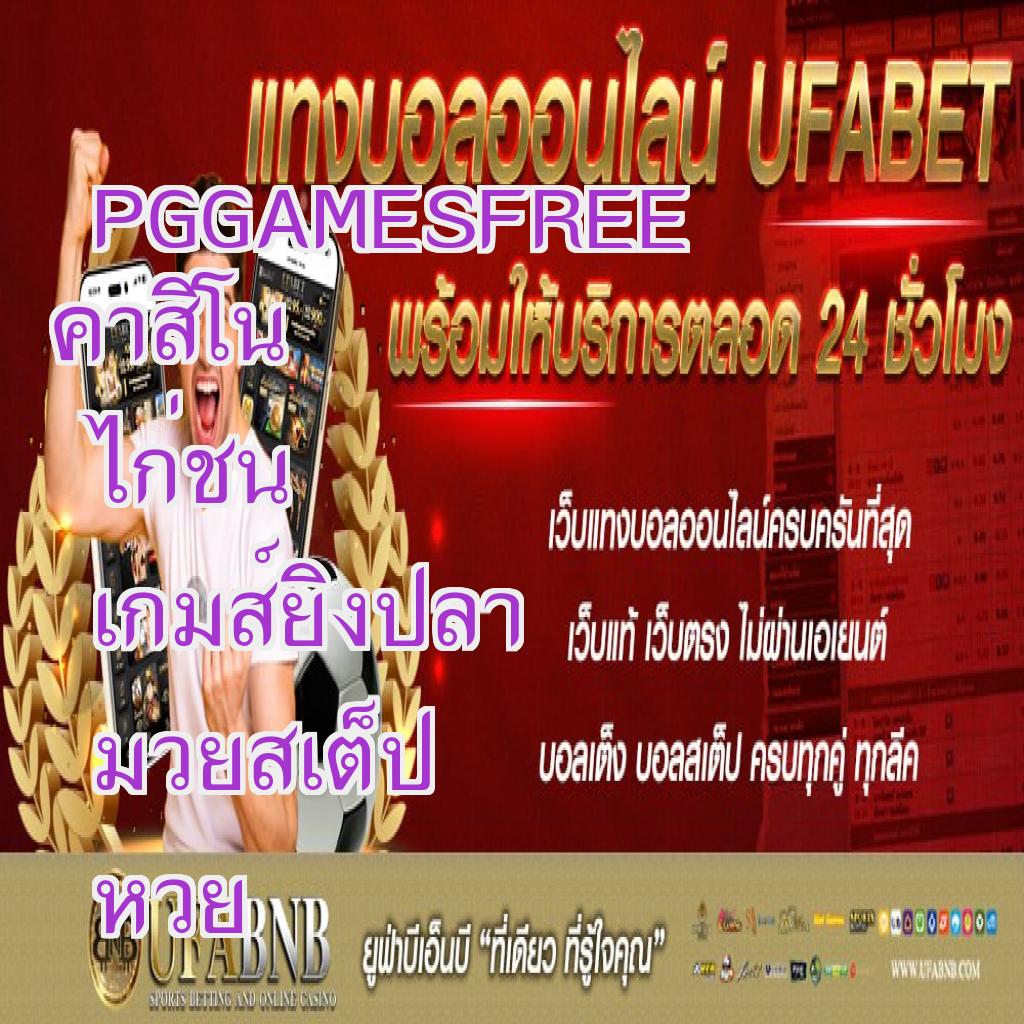 แทงบอลออนไลน์ UFABET
PGGAMESFREE
พร้อมให้บริการตลอด 24 ชั่วโมง
คาสิโน
ไก่ชน
เว็บแทงบอลออนไลน์ครบครันที่สุด
เกมส์ยิงปลา
เว็บแท้ เว็บตรง ไม่ผ่านเอเยนต์
มวยสเต็ป
บอลเต็ง บอลสเต็ป ครบทุกคู่ ทุกลีค
หวย
UFABNB
SPORTS BETTING AND ONLINE CASINO
ยูฟ่าบีเอ็นบี "ที่เดียว ที่รู้ใจคุณ"
WWW.UFABNB.COM